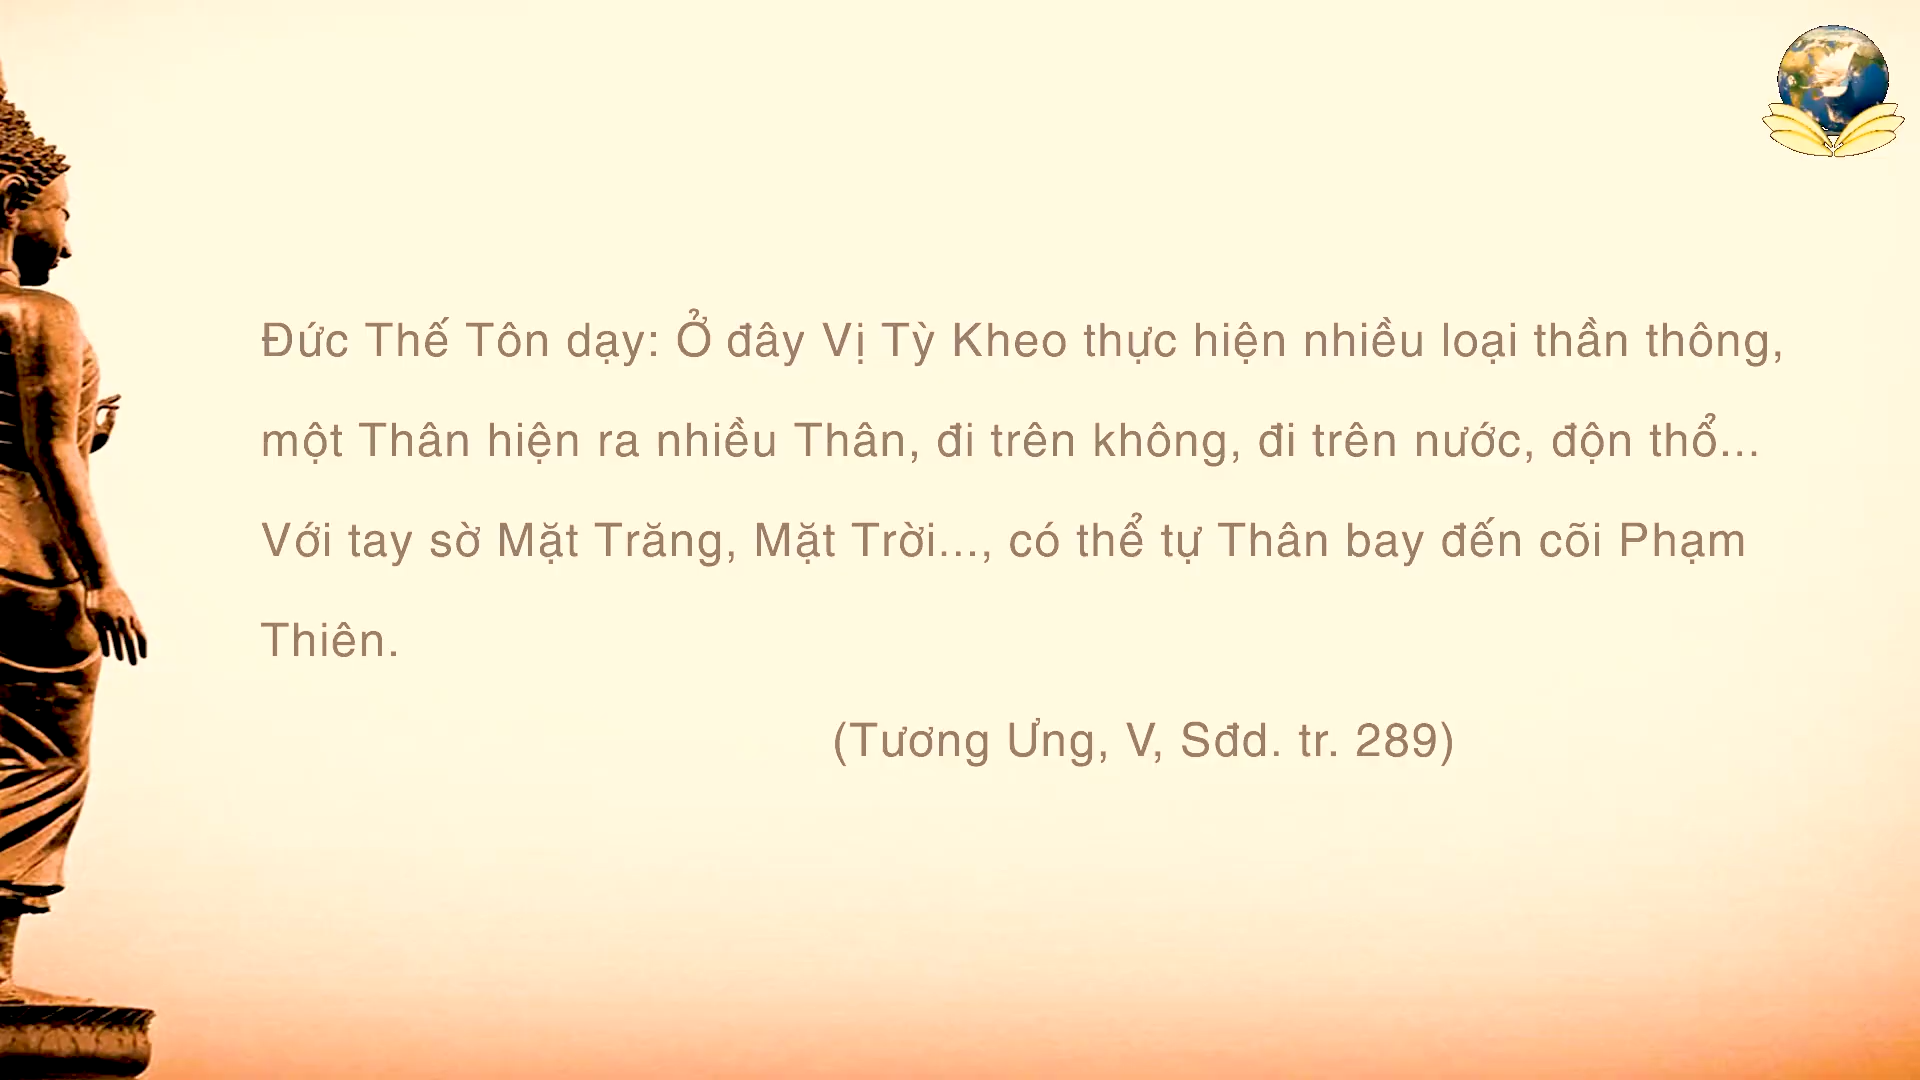 Đức Thế Tôn dạy: Ở đây Vị Tỳ Kheo thực hiện nhiều loại thần thông,
một Thân hiện ra nhiều Thân, đi trên không, đi trên nước, độn thổ...
Với tay sờ Mặt Trăng, Mặt Trời..., có thể tự Thân bay đến cõi Phạm
Thiên.
(Tương Ưng, V, Sđd. tr. 289)